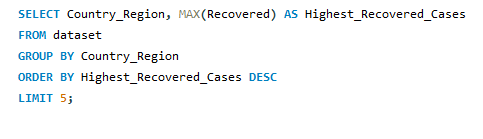 SELECT Country_Region, MAX(Recovered) AS Highest_Recovered_Cases
FROM dataset
GROUP BY Country_Region
ORDER BY Highest_Recovered_Cases DESC
LIMIT 5;